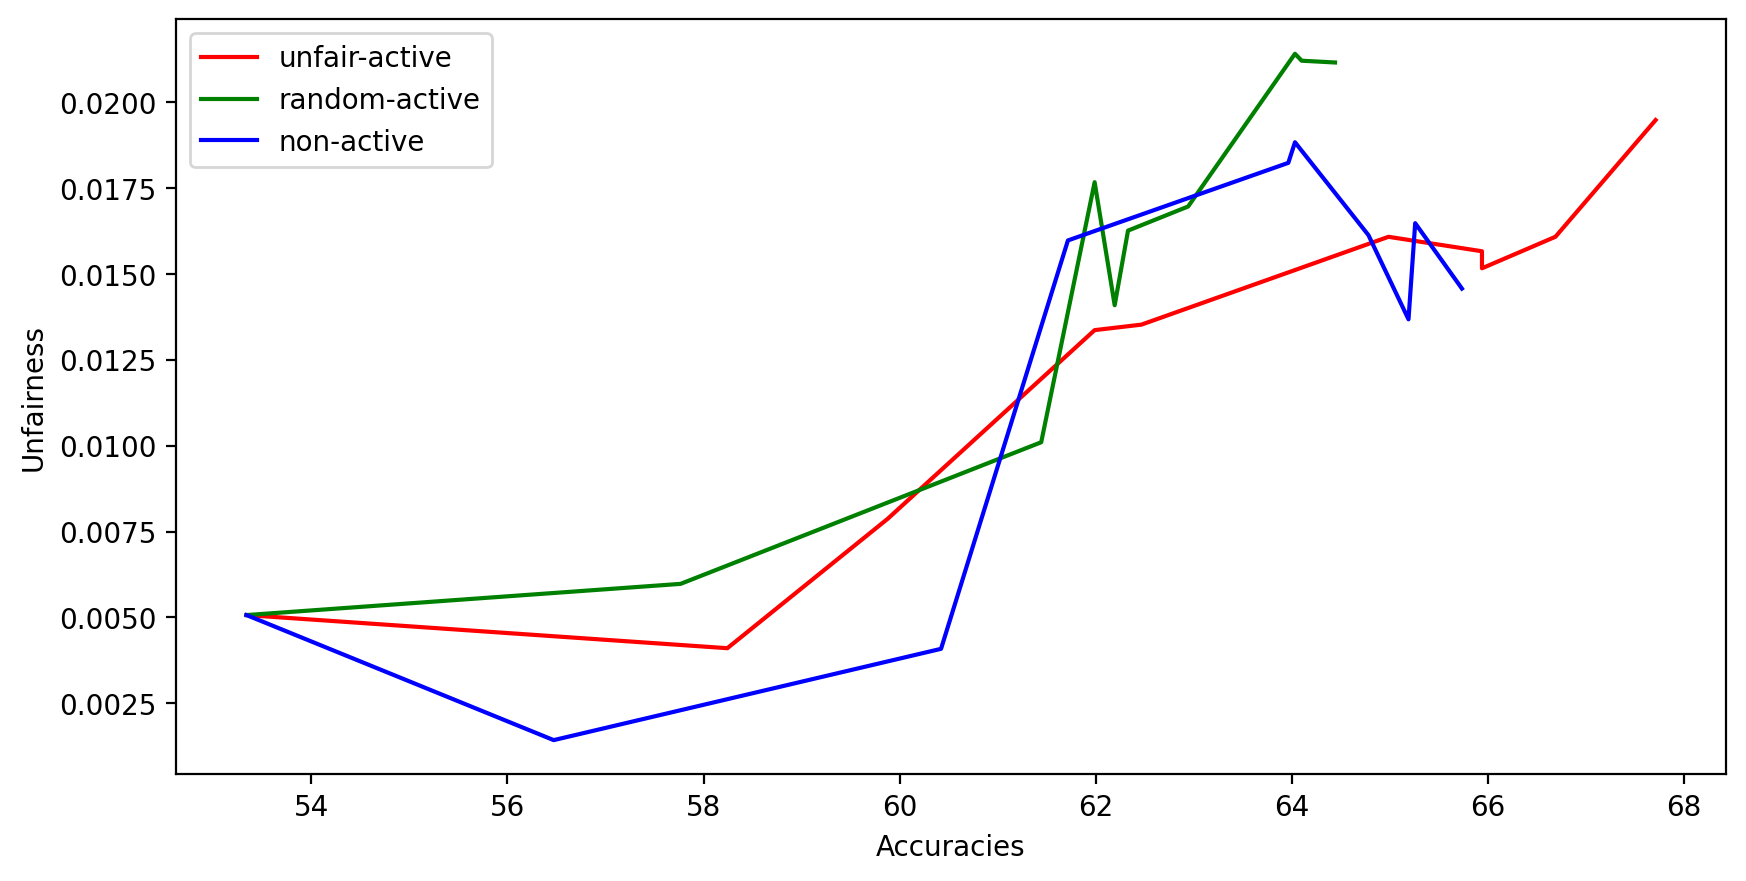 unfair-active
random-active
non-active
0.0200
0.0175
0.0150
0.0125
0.0100
0.0075
0.0050
0.0025
Unfairness
54 56 58 60 62 64 66 68
Accuracies